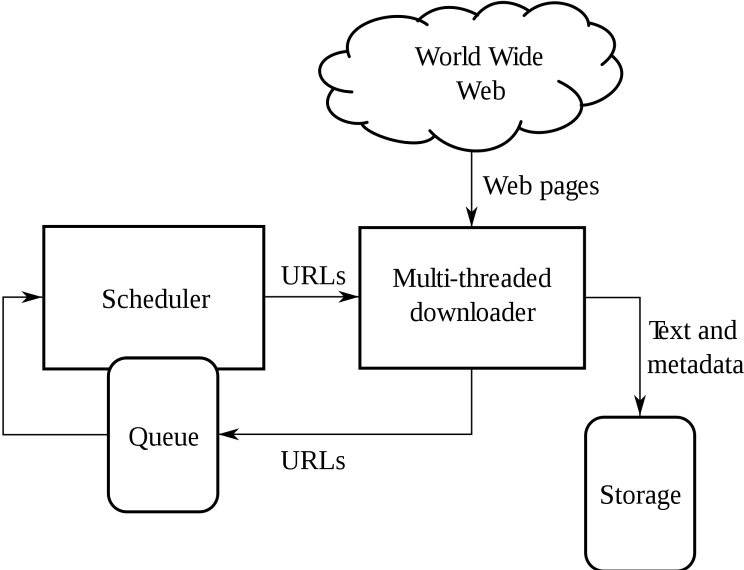 World Wide
Web
Web pages
Scheduler
URLs
Multi-threaded
downloader
Text and
metadata
Queue
URLs
Storage